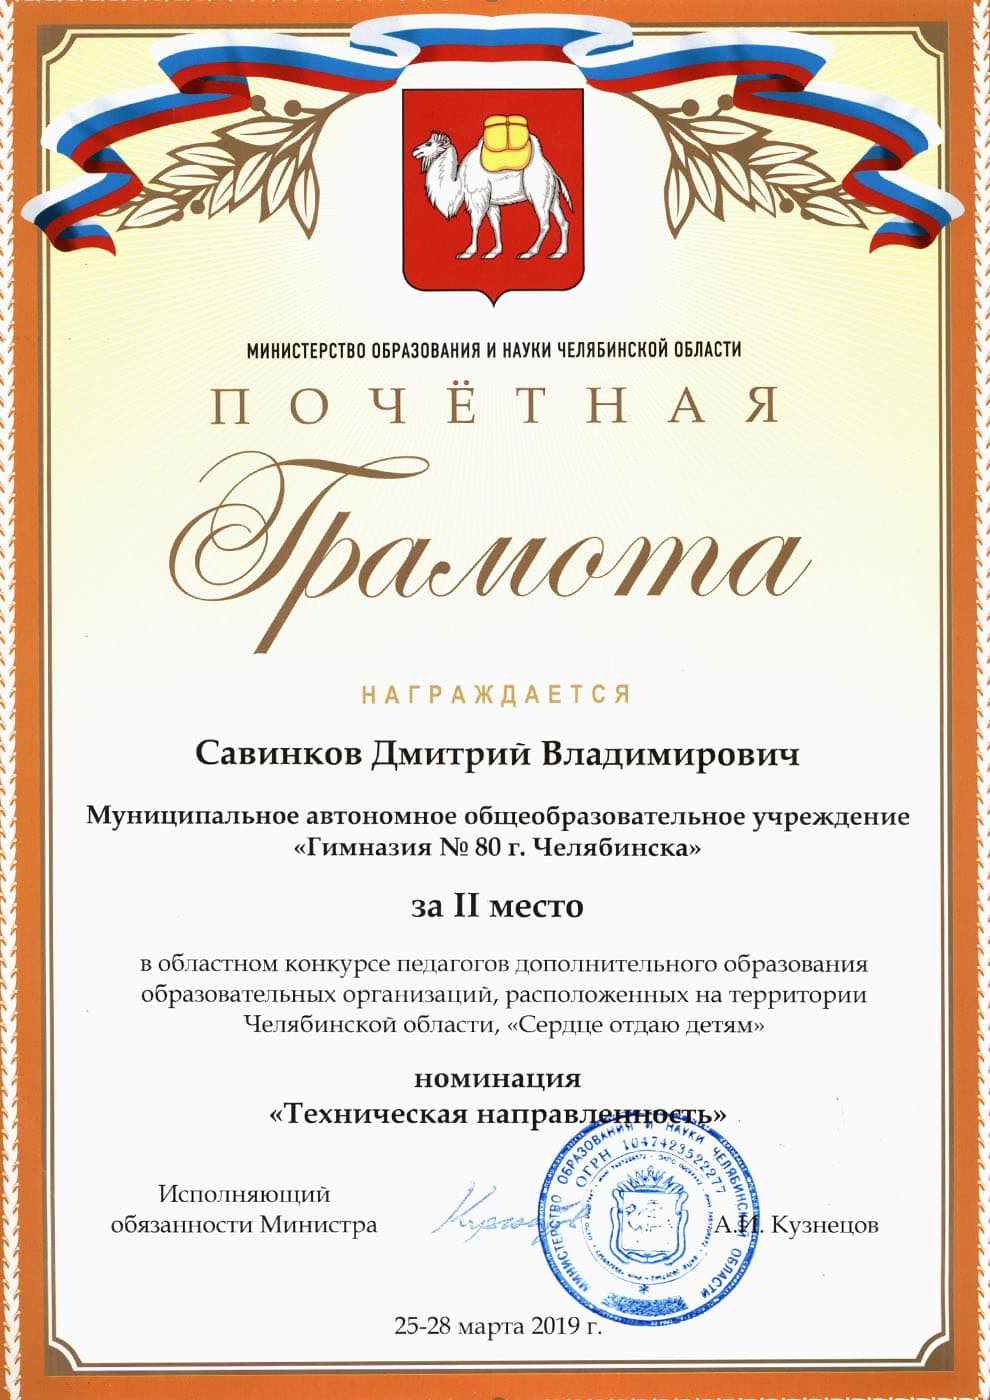 МИНИСТЕРСТВО ОБРАЗОВАНИЯ И НАУКИ ЧЕЛЯБИНСКОЙ ОБЛАСТИ
ПОЧЁТНАЯ
Грамота
НАГРАЖДАЕТСЯ
Савинков Дмитрий Владимирович
Муниципальное автономное общеобразовательное учреждение
«Гимназия № 80 г. Челябинска»
за II место
в областном конкурсе педагогов дополнительного образования
образовательных организаций, расположенных на территории
Челябинской области, «Сердце отдаю детям»
номинация
«Техническая направленность»
МИНИСТЕРСТВО ОБРАЗОВАНИЯ И НАУКИ ЧЕЛЯБИНСКОЙ ОБЛАСТИ
ОГРН 1047423522277
Исполняющий
обязанности Министра
А.И. Кузнецов
25-28 марта 2019 г.